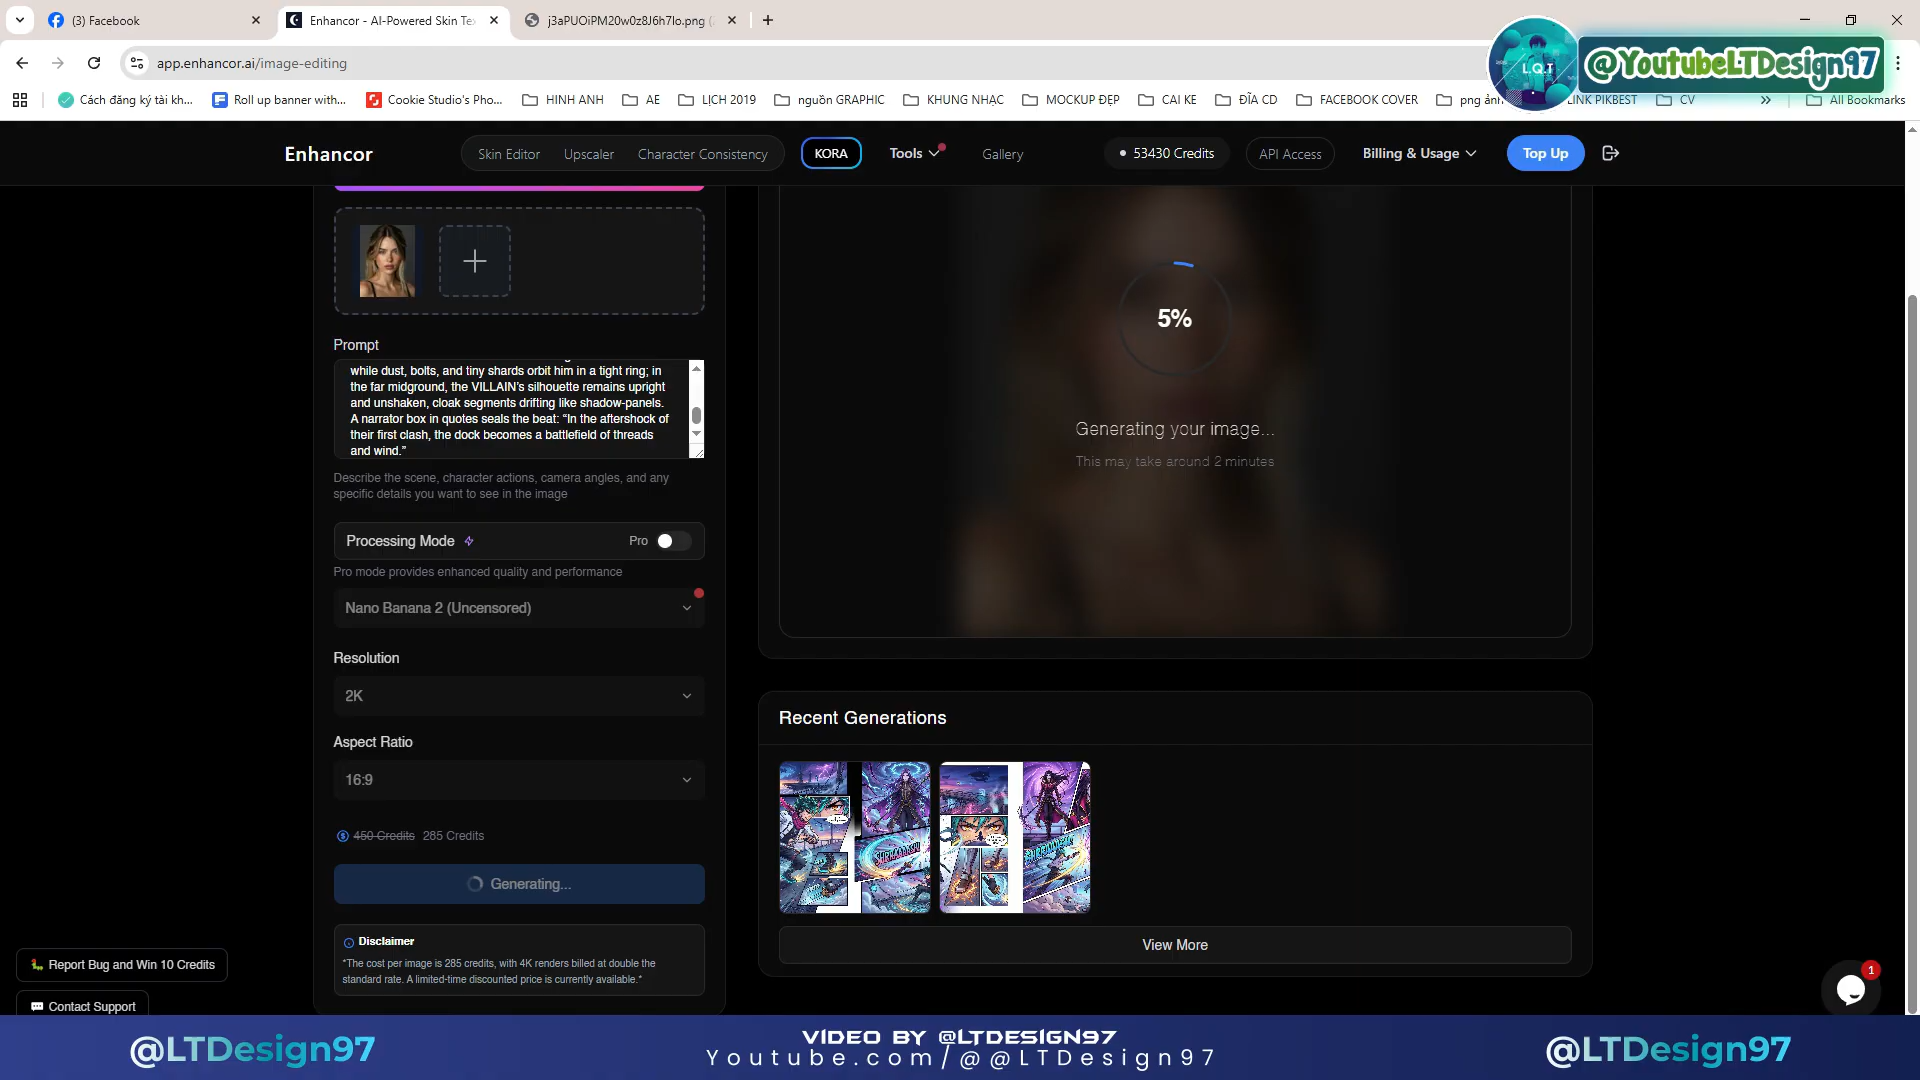 (3) Facebook
Enhancor - AI-Powered Skin Tex
j3aPUOiPM20w0z8J6h7Io.png (
app.enhancor.ai/image-editing
L.Q.T
@YoutubeLTDesign97
Cách đăng ký tài kh...
Roll up banner with...
Cookie Studio's Pho...
HINH ANH
AE
LỊCH 2019
nguồn GRAPHIC
KHUNG NHẠC
MOCKUP ĐẸP
CAI KE
ĐĨA CD
FACEBOOK COVER
png ản
LINK PIKBEST
CV
All Bookmarks
Enhancor
Skin Editor
Upscaler
Character Consistency
KORA
Tools
Gallery
53430 Credits
API Access
Billing & Usage
Top Up
Prompt
while dust, bolts, and tiny shards orbit him in a tight ring; in
the far midground, the VILLAIN's silhouette remains upright
and unshaken, cloak segments drifting like shadow-panels.
A narrator box in quotes seals the beat: “In the aftershock of
their first clash, the dock becomes a battlefield of threads
and wind.”
Describe the scene, character actions, camera angles, and any
specific details you want to see in the image
Processing Mode
Pro
Pro mode provides enhanced quality and performance
Nano Banana 2 (Uncensored)
Resolution
2K
Aspect Ratio
16:9
450 Credits 285 Credits
Generating...
Disclaimer
*The cost per image is 285 credits, with 4K renders billed at double the
standard rate. A limited-time discounted price is currently available.*
5%
Generating your image...
This may take around 2 minutes
Recent Generations
View More
Report Bug and Win 10 Credits
Contact Support
1
@LTDesign97
VIDEO BY @LTDESIGN97
Youtube.com/@@LTDesign97
@LTDesign97